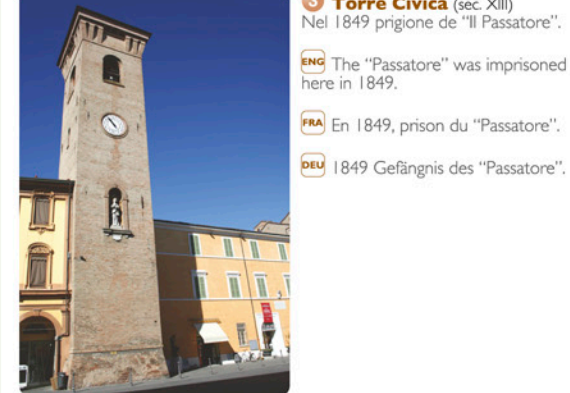 3 Torre Civica (sec. XIII)
Nel 1849 prigione de “Il Passatore”.
ENG The “Passatore” was imprisoned
here in 1849.
FRA En 1849, prison du “Passatore”.
DEU 1849 Gefängnis des “Passatore”.